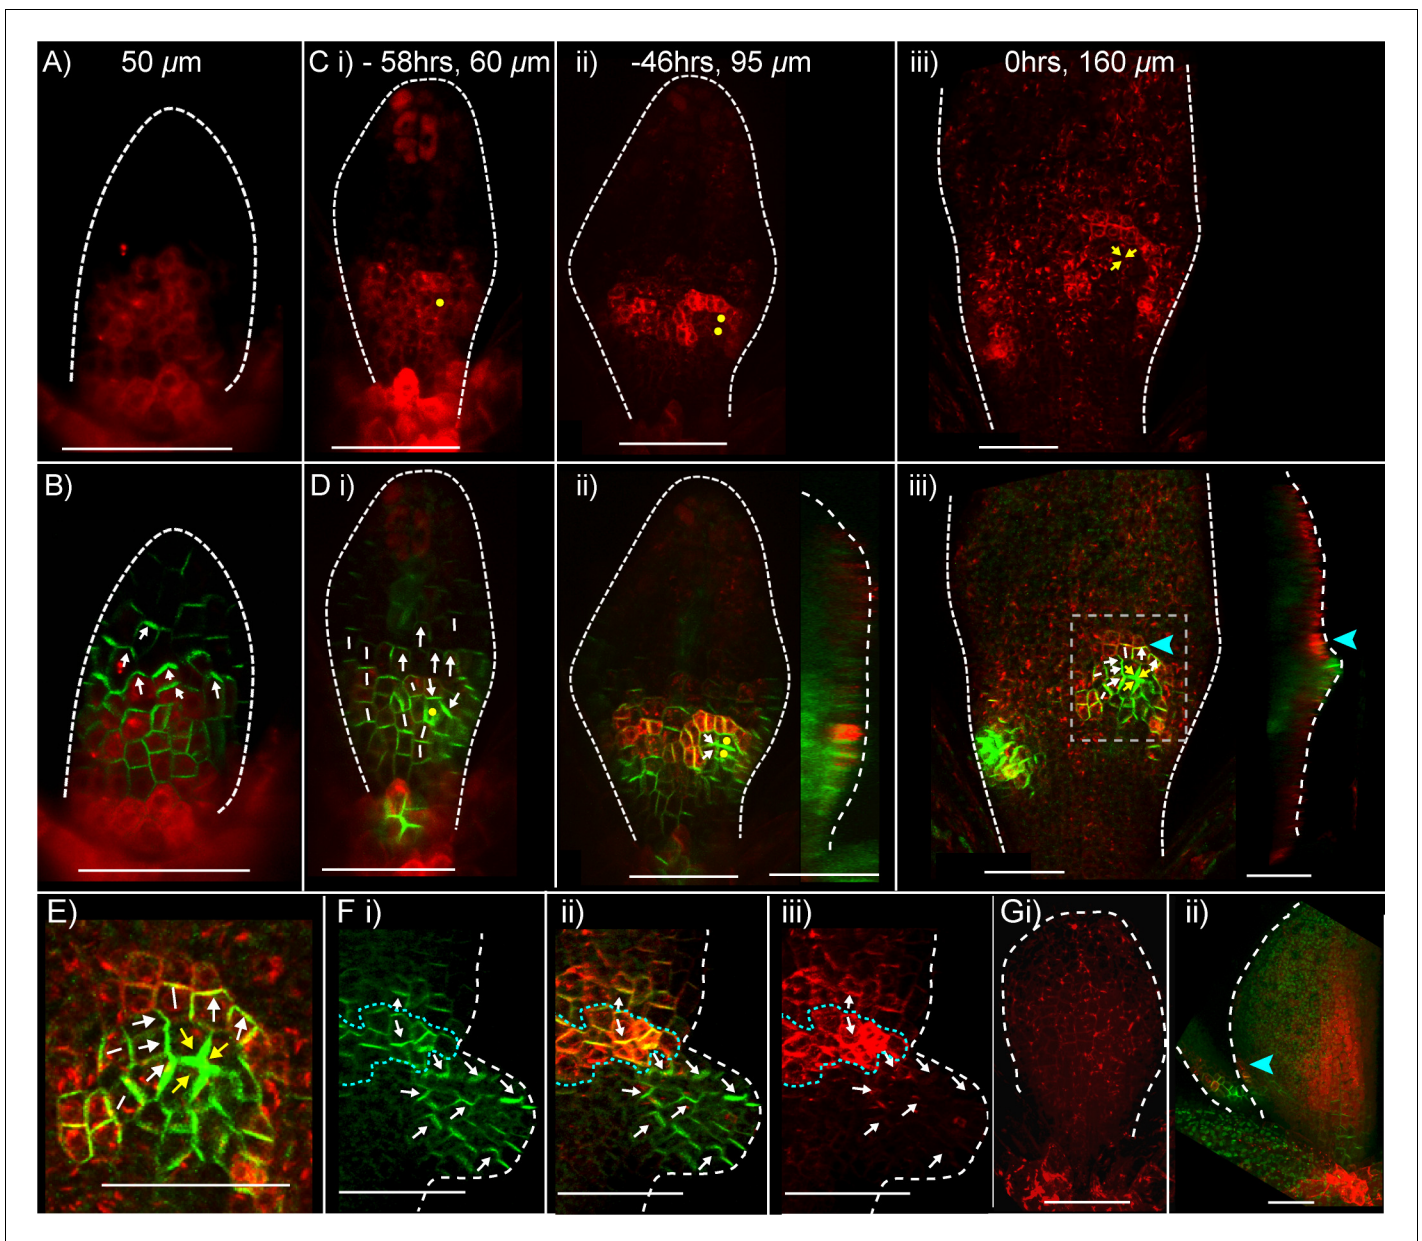 A) 50 µm
C i) - 58hrs, 60 µm
ii) -46hrs, 95 µm
iii) 0hrs, 160 µm
B)
D i)
ii)
iii)
E)
F i)
ii)
iii)
Gi)
ii)